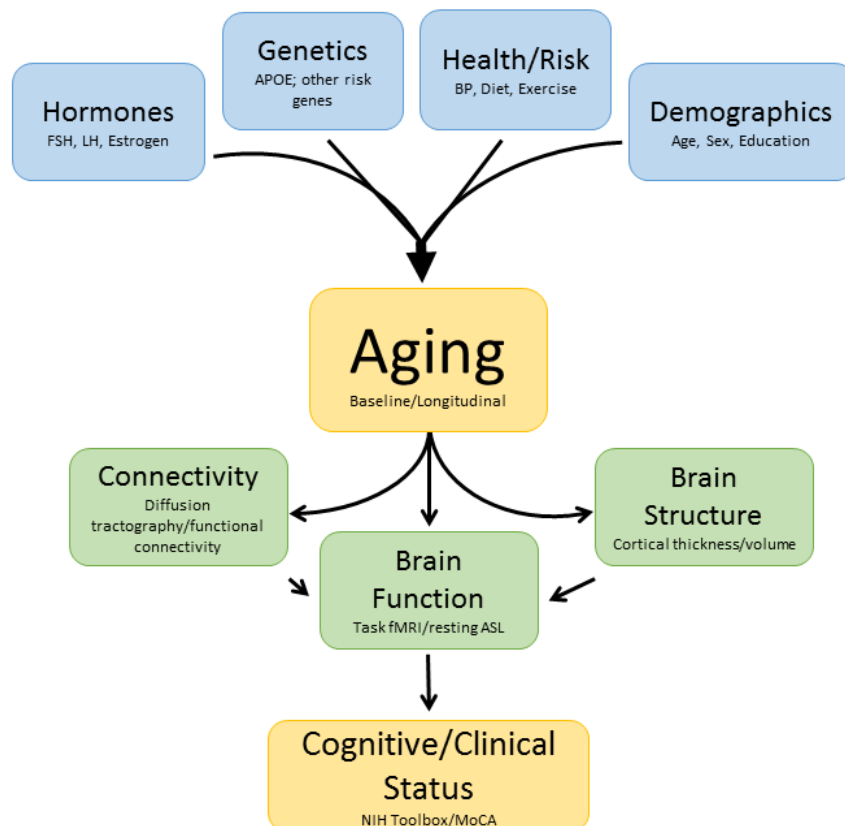 Genetics
APOE; other risk
genes
Health/Risk
BP, Diet, Exercise
Hormones
FSH, LH, Estrogen
Demographics
Age, Sex, Education
Aging
Baseline/Longitudinal
Connectivity
Diffusion
tractography/functional
connectivity
Brain
Structure
Cortical thickness/volume
Brain
Function
Task fMRI/resting ASL
Cognitive/Clinical
Status
NIH Toolbox/MoCA